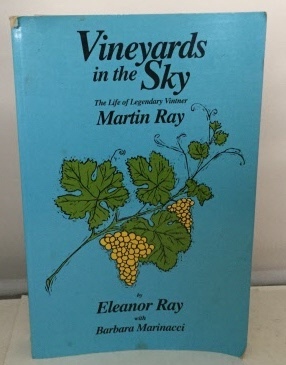 Vineyards
in the Sky
The Life of Legendary Vintner
Martin Ray
by
Eleanor Ray
with
Barbara Marinacci